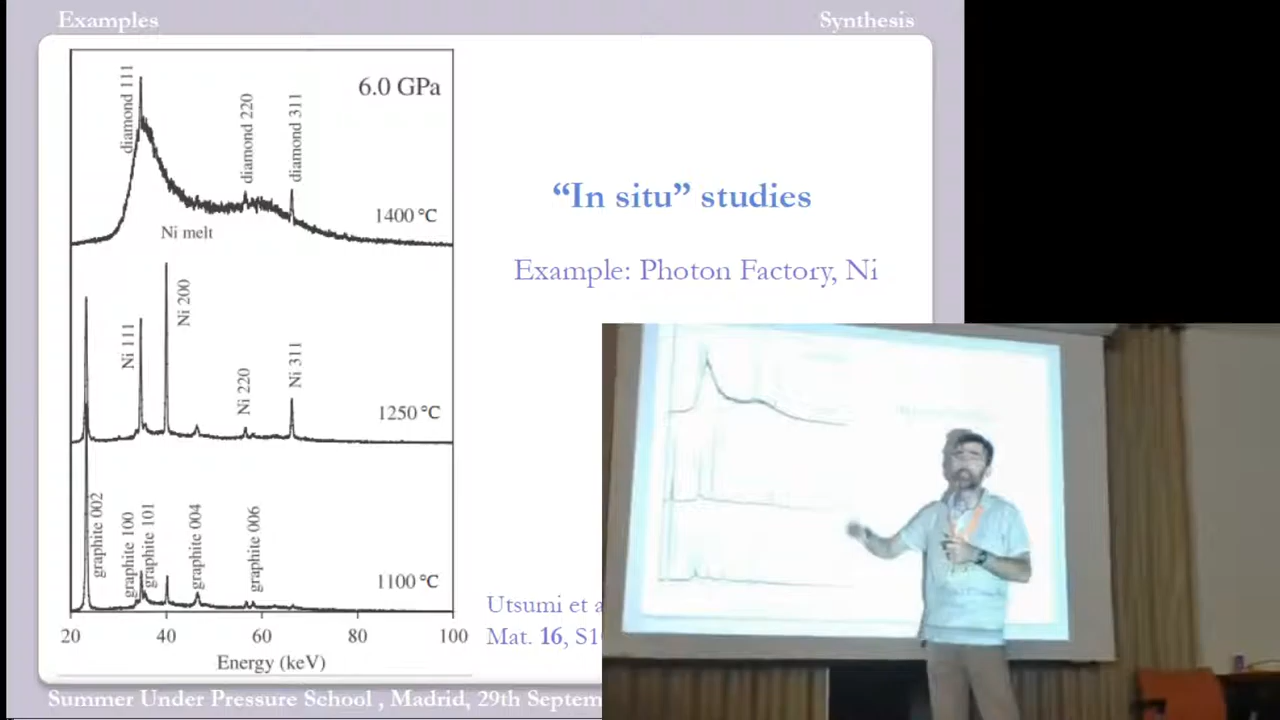 Examples
Synthesis
6.0 GPa
diamond 111
diamond 220
diamond 311
1400 °C
Ni melt
Ni 111
Ni 200
Ni 220
Ni 311
1250 °C
graphite 002
graphite 100
graphite 101
graphite 004
graphite 006
1100 °C
20 40 60 80 100
Energy (keV)
“In situ” studies
Example: Photon Factory, Ni
Utsumi et
Mat. 16,
Summer Under Pressure School , Madrid, 29th